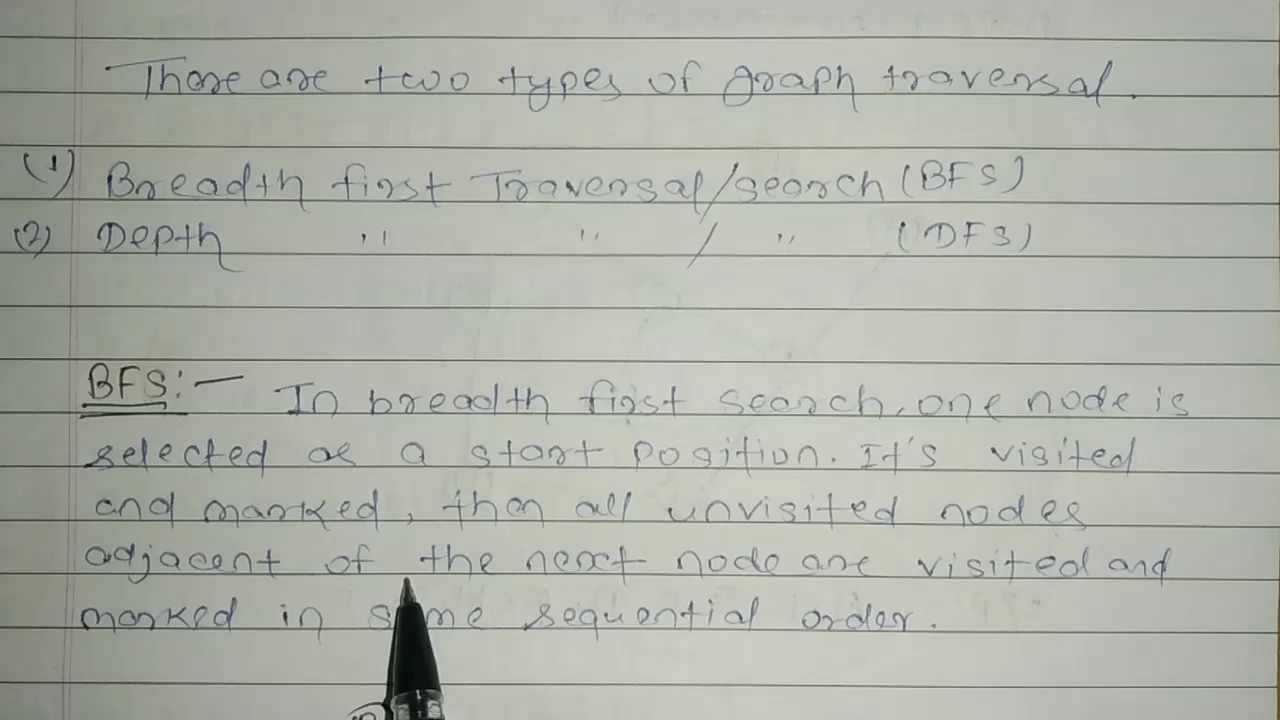 There are two types of graph traversal.
(1) Breadth first Traversal/search (BFS)
(2) Depth " " / " (DFS)
BFS:- In breadth first search, one node is
selected as a start position. It's visited
and marked, then all unvisited nodes
adjacent of the next node are visited and
marked in some sequential order.